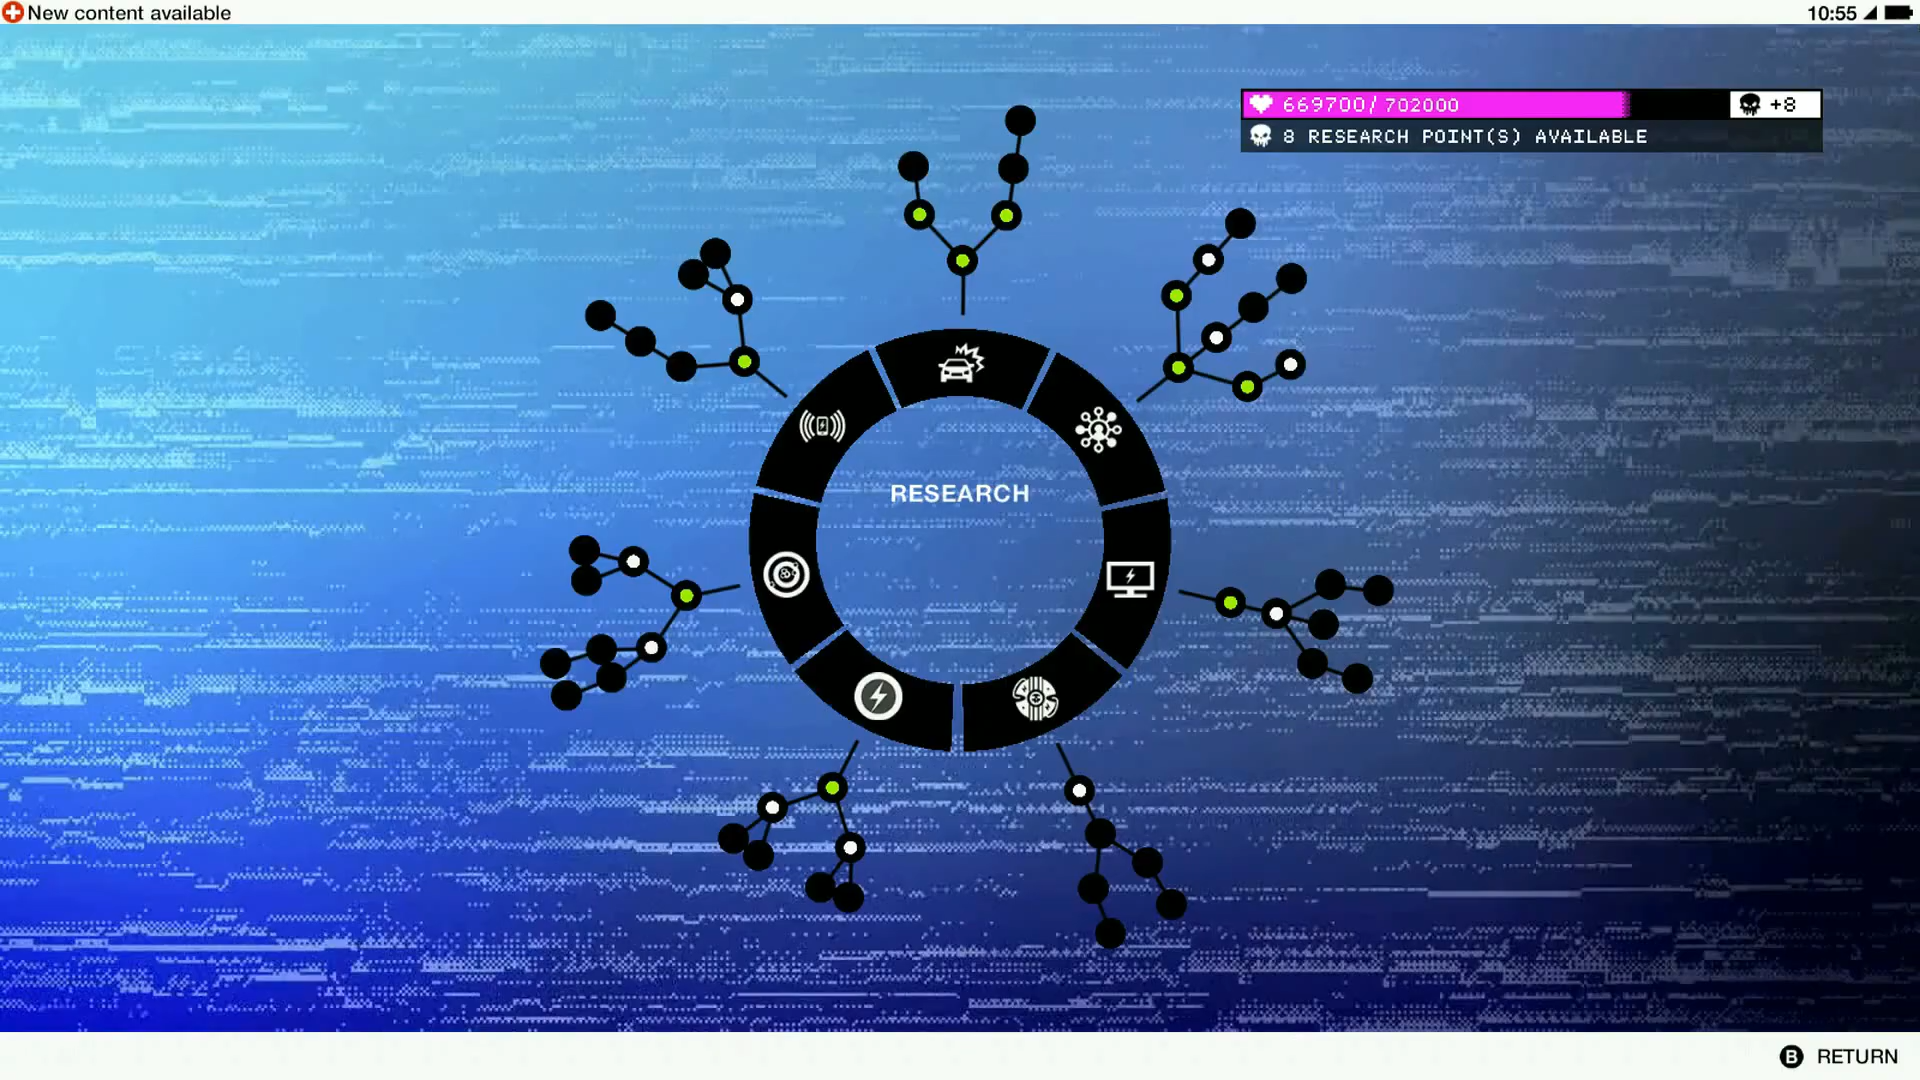 New content available
10:55
669700/702000
+8
8 RESEARCH POINT(S) AVAILABLE
RESEARCH
B RETURN